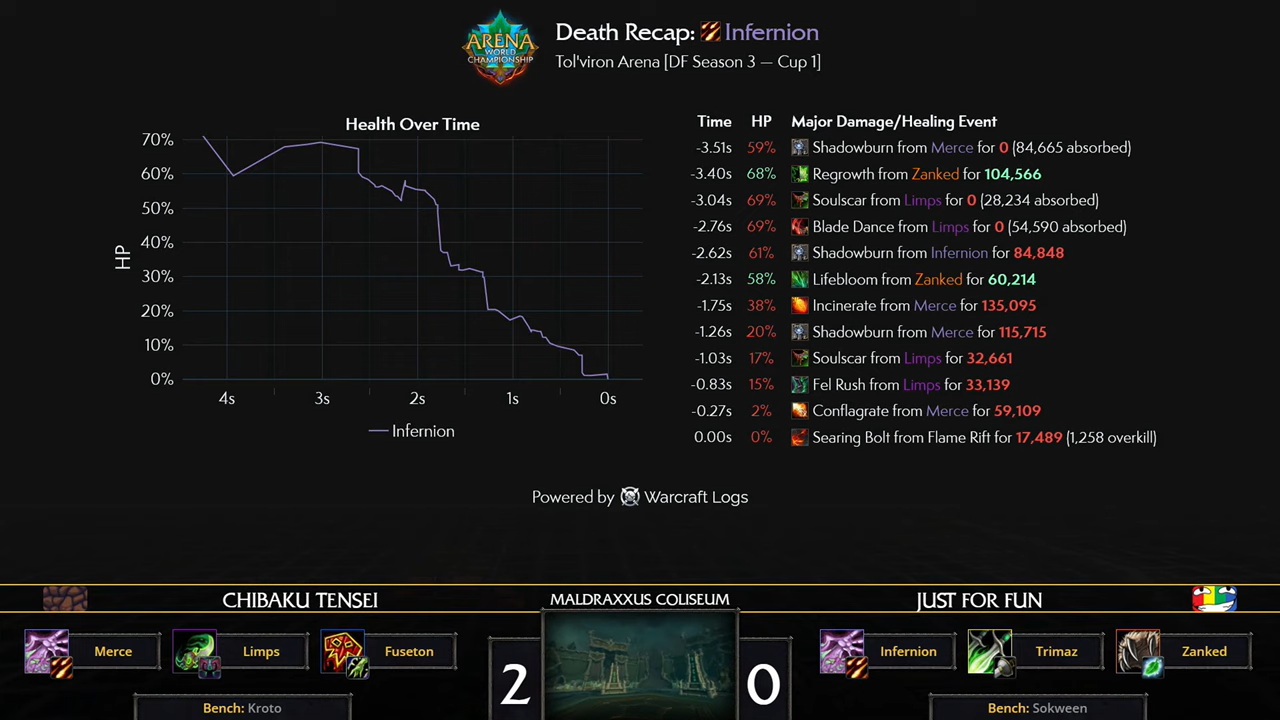 ARENA
WORLD
CHAMPIONSHIP
Death Recap: Infernion
Tol'viron Arena [DF Season 3 — Cup 1]
Health Over Time
70%
60%
50%
40%
30%
20%
10%
0%
HP
4s 3s 2s 1s 0s
Infernion
Time HP Major Damage/Healing Event
-3.51s 59% Shadowburn from Merce for 0 (84,665 absorbed)
-3.40s 68% Regrowth from Zanked for 104,566
-3.04s 69% Soulscar from Limps for 0 (28,234 absorbed)
-2.76s 69% Blade Dance from Limps for 0 (54,590 absorbed)
-2.62s 61% Shadowburn from Infernion for 84,848
-2.13s 58% Lifebloom from Zanked for 60,214
-1.75s 38% Incinerate from Merce for 135,095
-1.26s 20% Shadowburn from Merce for 115,715
-1.03s 17% Soulscar from Limps for 32,661
-0.83s 15% Fel Rush from Limps for 33,139
-0.27s 2% Conflagrate from Merce for 59,109
0.00s 0% Searing Bolt from Flame Rift for 17,489 (1,258 overkill)
Powered by Warcraft Logs
CHIBAKU TENSEI
Merce Limps Fuseton
Bench: Kroto
MALDRAXXUS COLISEUM
2 0
JUST FOR FUN
Infernion Trimaz Zanked
Bench: Sokween